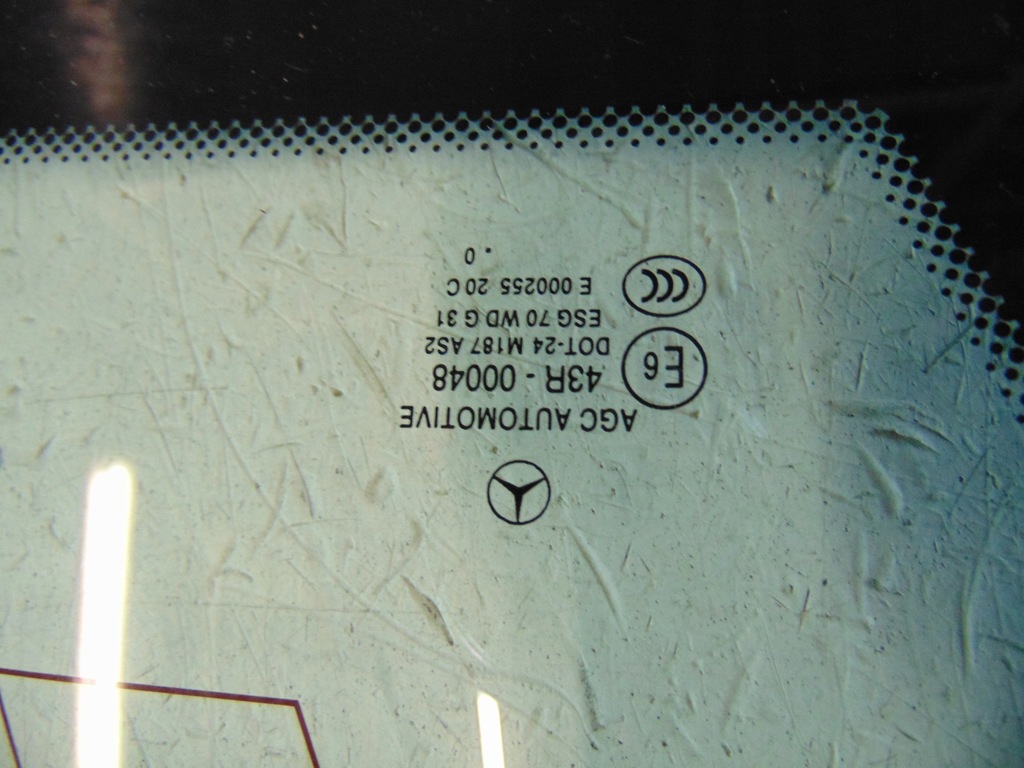 AGC AUTOMOTIVE
E6 43R - 00048
DOT-24 M187 AS2
ESG 70 WD G 31
CCC E 000255 20 C
. 0